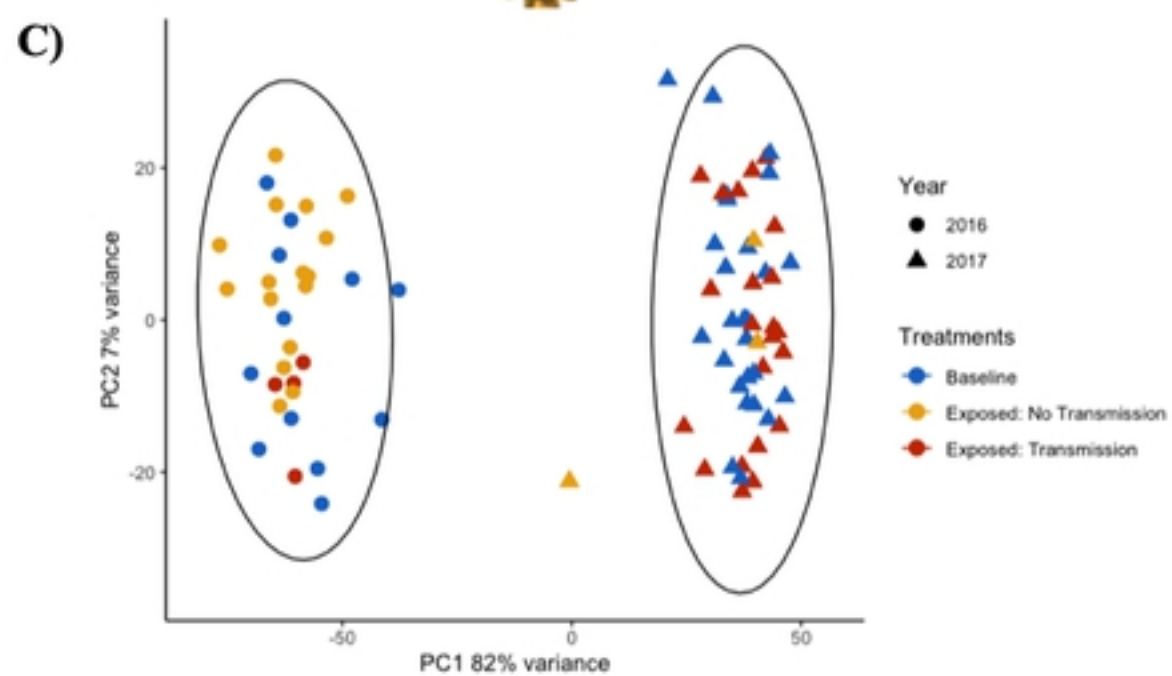 C)
20
0
-20
PC2 7% variance
-50
0
50
PC1 82% variance
Year
2016
2017
Treatments
Baseline
Exposed: No Transmission
Exposed: Transmission